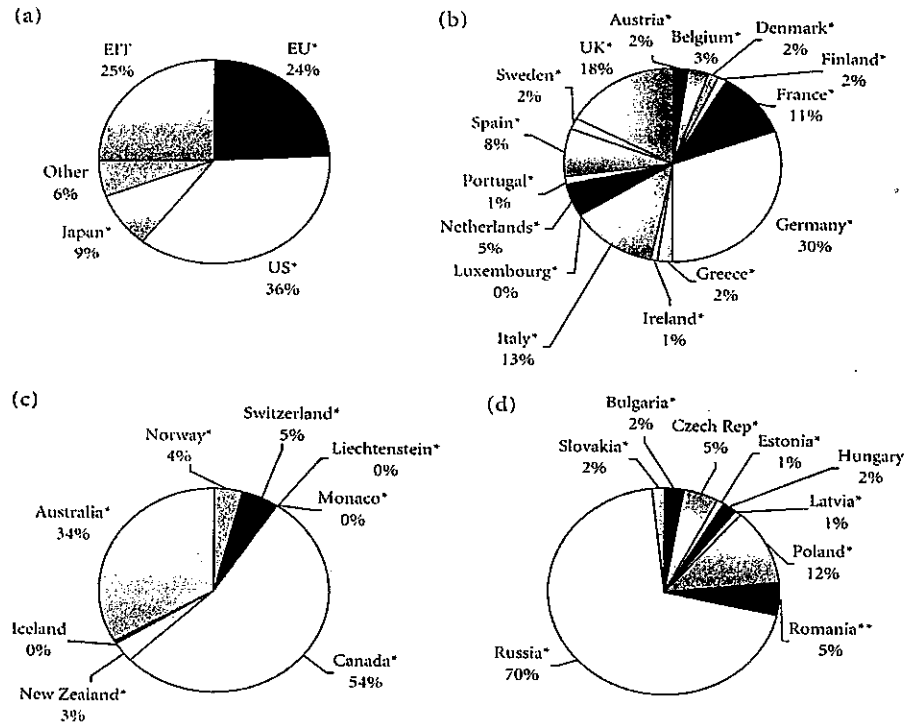 (a)
EIT
25%
EU*
24%
Other
6%
Japan*
9%
US*
36%
(b)
Austria*
2%
Belgium*
3%
Denmark*
2%
Finland*
2%
France*
11%
Germany*
30%
Greece*
2%
Ireland*
1%
Italy*
13%
Luxembourg*
0%
Netherlands*
5%
Portugal*
1%
Spain*
8%
Sweden*
2%
UK*
18%
(c)
Norway*
4%
Switzerland*
5%
Liechtenstein*
0%
Monaco*
0%
Canada*
54%
New Zealand*
3%
Iceland
0%
Australia*
34%
(d)
Bulgaria*
2%
Czech Rep*
5%
Estonia*
1%
Hungary
2%
Latvia*
1%
Poland*
12%
Romania**
5%
Russia*
70%
Slovakia*
2%